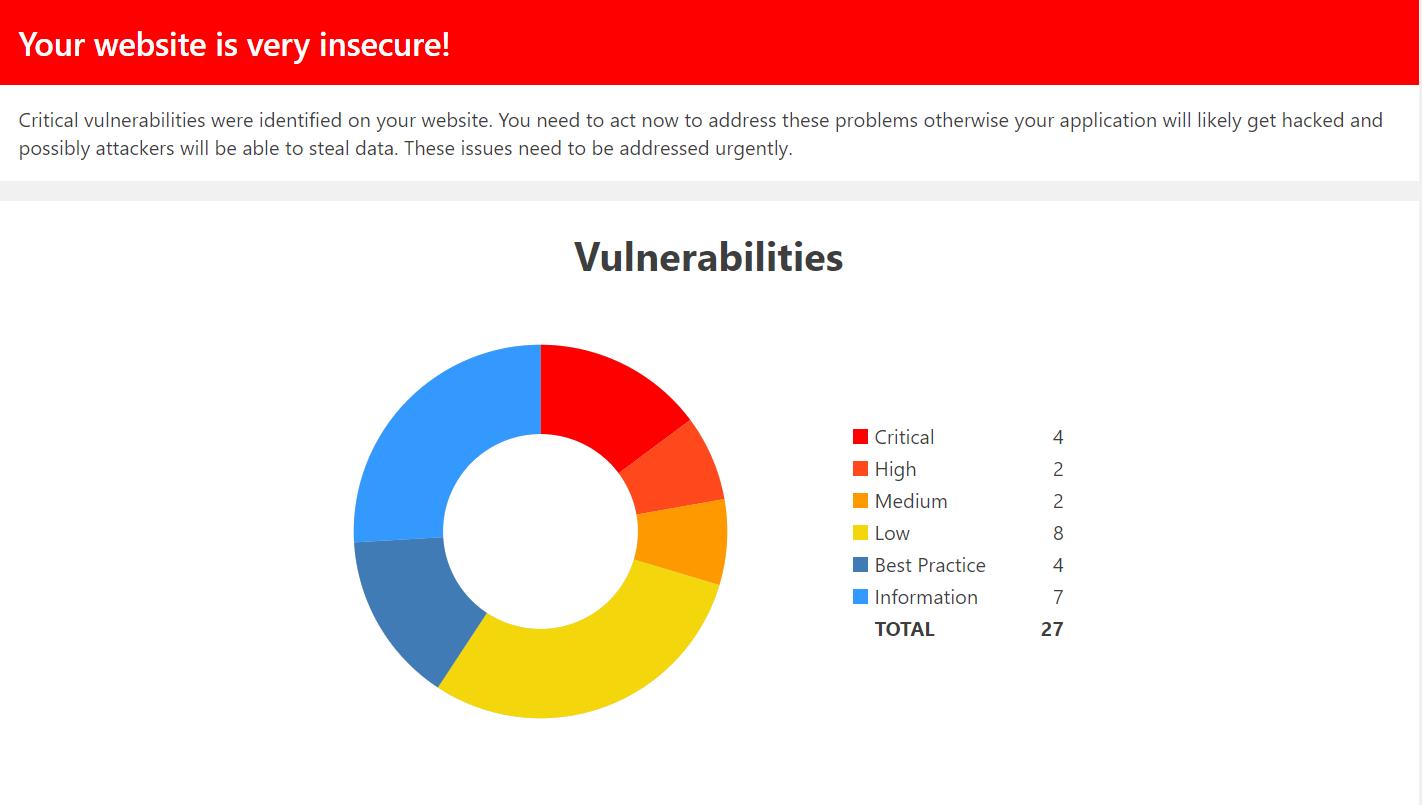 Your website is very insecure!
Critical vulnerabilities were identified on your website. You need to act now to address these problems otherwise your application will likely get hacked and
possibly attackers will be able to steal data. These issues need to be addressed urgently.
Vulnerabilities
Critical 4
High 2
Medium 2
Low 8
Best Practice 4
Information 7
TOTAL 27